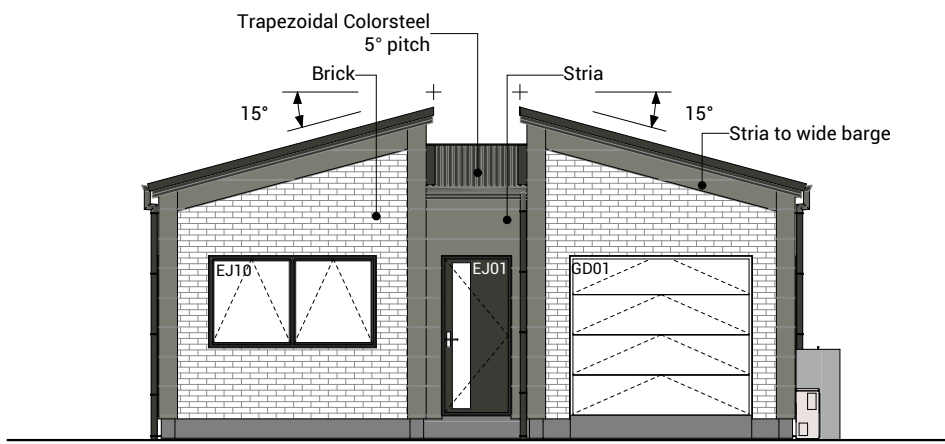 Trapezoidal Colorsteel
5° pitch
Brick
Stria
15°
15°
Stria to wide barge
EJ10
EJ01
GD01